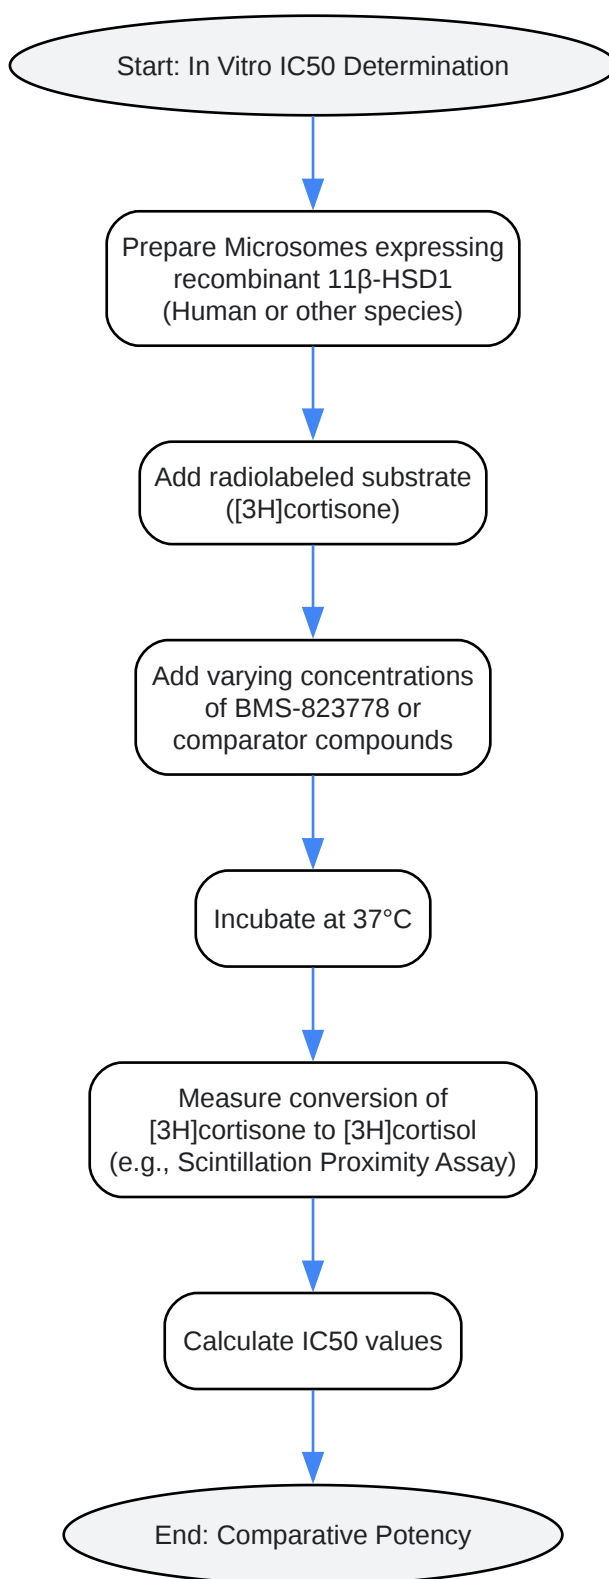 Start: In Vitro IC50 Determination
Prepare Microsomes expressing
recombinant 11β-HSD1
(Human or other species)
Add radiolabeled substrate
([3H]cortisone)
Add varying concentrations
of BMS-823778 or
comparator compounds
Incubate at 37°C
Measure conversion of
[3H]cortisone to [3H]cortisol
(e.g., Scintillation Proximity Assay)
Calculate IC50 values
End: Comparative Potency